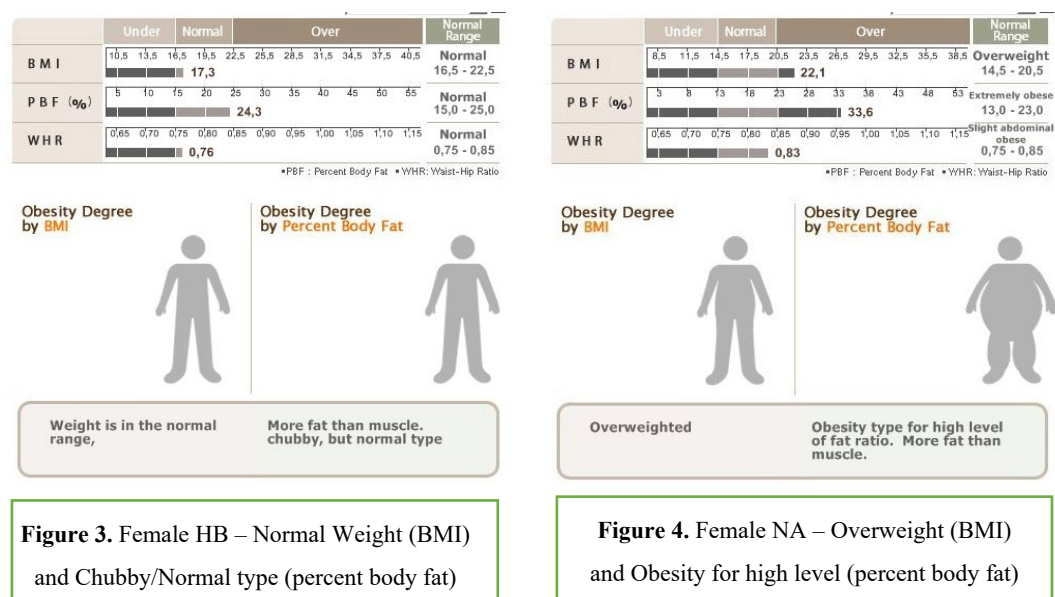 Under Normal Over Normal Range
10,5 13,5 16,5 19,5 22,5 25,5 28,5 31,5 34,5 37,5 40,5
BMI 17,3 Normal 16,5 - 22,5
5 10 15 20 25 30 35 40 45 50 55
PBF (%) 24,3 Normal 15,0 - 25,0
0,65 0,70 0,75 0,80 0,85 0,90 0,95 1,00 1,05 1,10 1,15
WHR 0,76 Normal 0,75 - 0,85
▪PBF : Percent Body Fat ▪WHR: Waist-Hip Ratio
Obesity Degree
by BMI
Obesity Degree
by Percent Body Fat
Weight is in the normal
range,
More fat than muscle.
chubby, but normal type
Figure 3. Female HB – Normal Weight (BMI)
and Chubby/Normal type (percent body fat)
Under Normal Over Normal Range
8,5 11,5 14,5 17,5 20,5 23,5 26,5 29,5 32,5 35,5 38,5
BMI 22,1 Overweight 14,5 - 20,5
3 8 13 18 23 28 33 38 43 48 53
PBF (%) 33,6 Extremely obese 13,0 - 23,0
0,65 0,70 0,75 0,80 0,85 0,90 0,95 1,00 1,05 1,10 1,15
WHR 0,83 Slight abdominal obese 0,75 - 0,85
▪PBF : Percent Body Fat ▪WHR: Waist-Hip Ratio
Obesity Degree
by BMI
Obesity Degree
by Percent Body Fat
Overweighted
Obesity type for high level
of fat ratio. More fat than
muscle.
Figure 4. Female NA – Overweight (BMI)
and Obesity for high level (percent body fat)